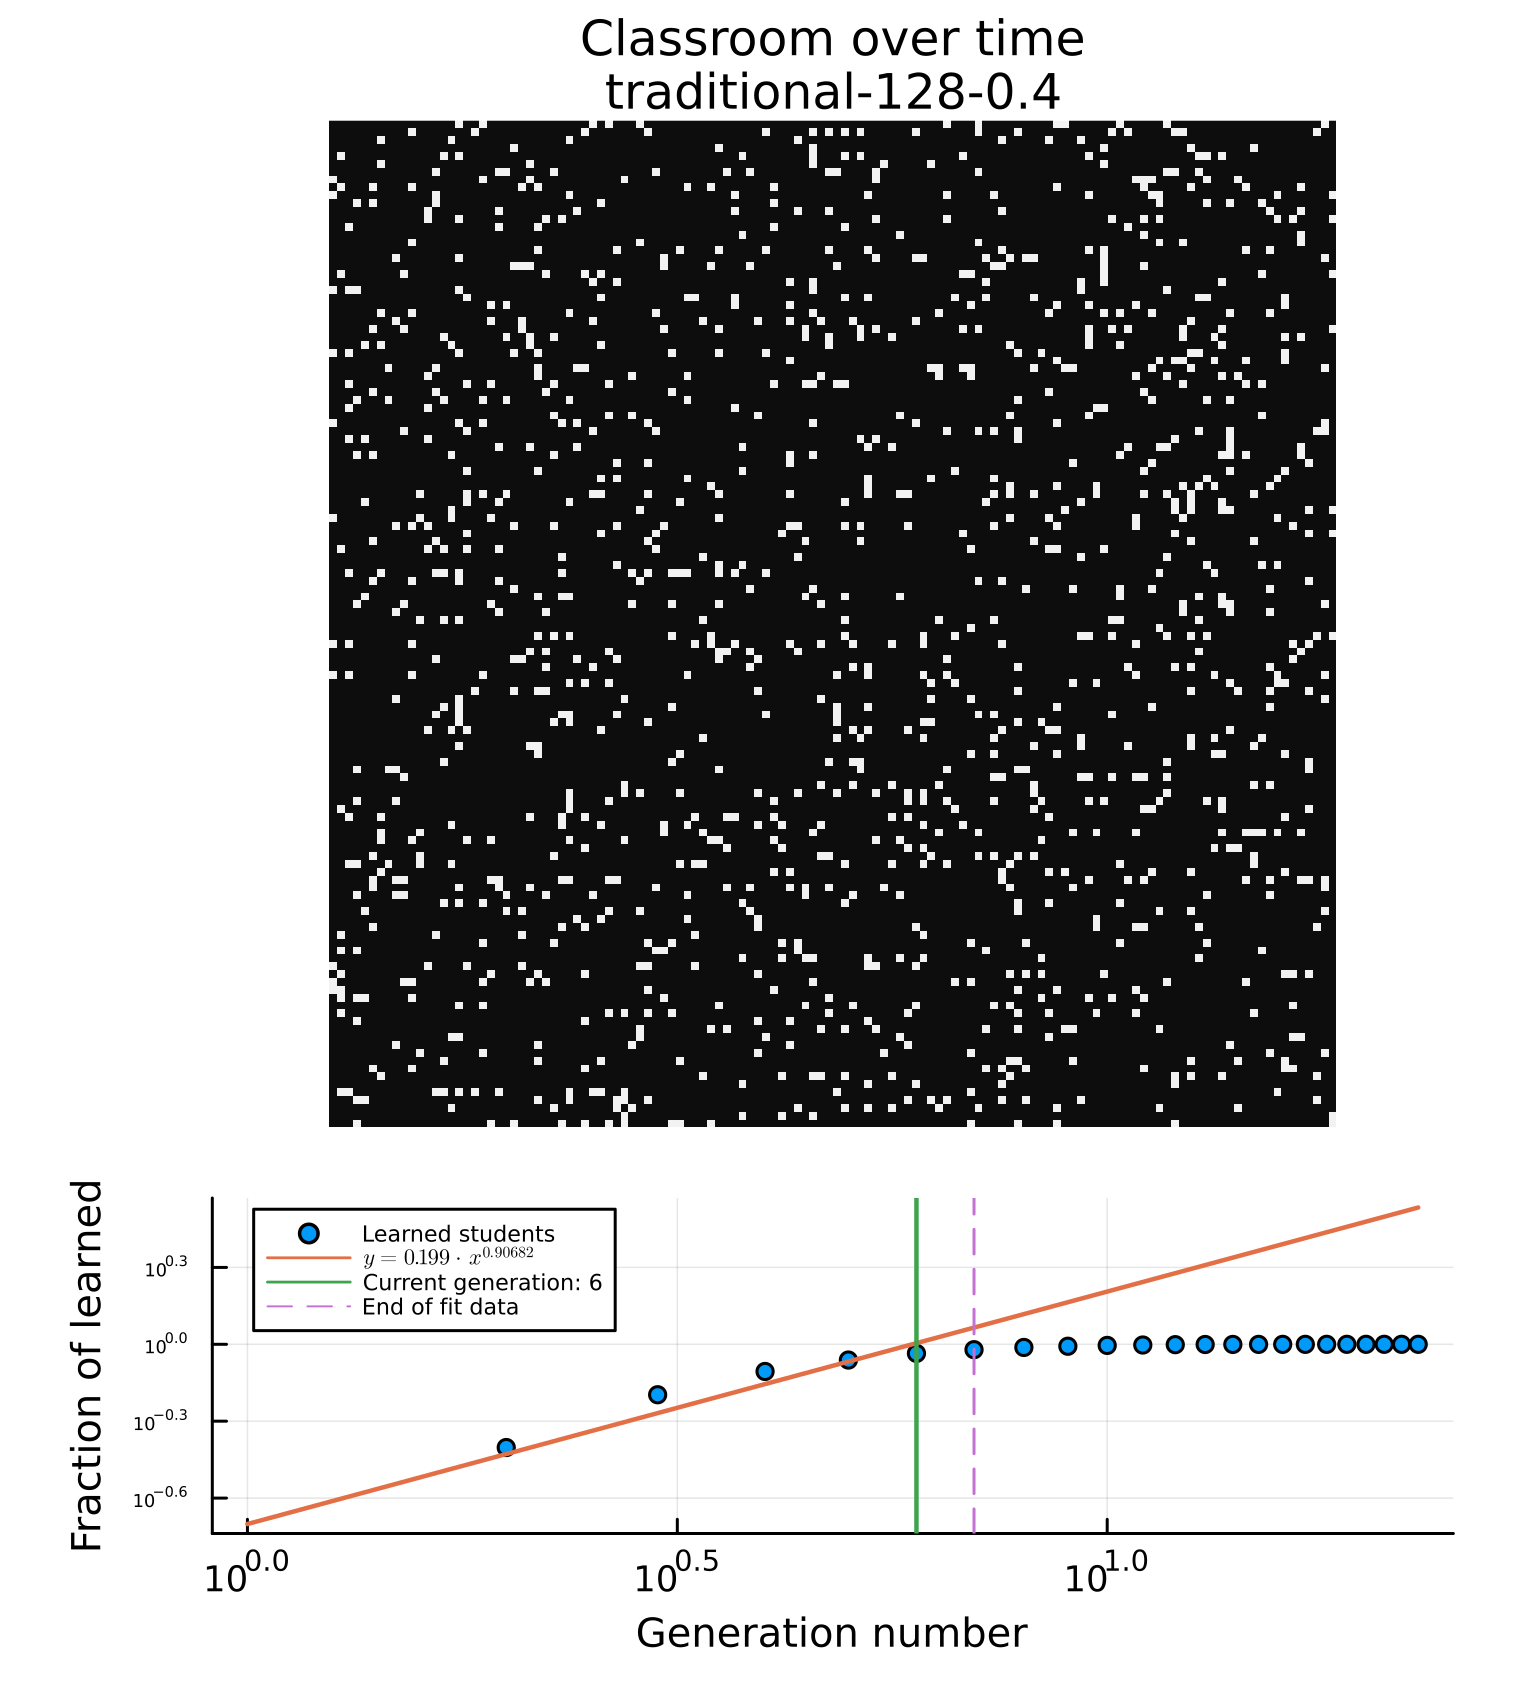 Classroom over time
traditional-128-0.4
Fraction of learned
10^0.3
10^0.0
10^−0.3
10^−0.6
Learned students
y = 0.199 · x^0.90682
Current generation: 6
End of fit data
10^0.0 10^0.5 10^1.0
Generation number